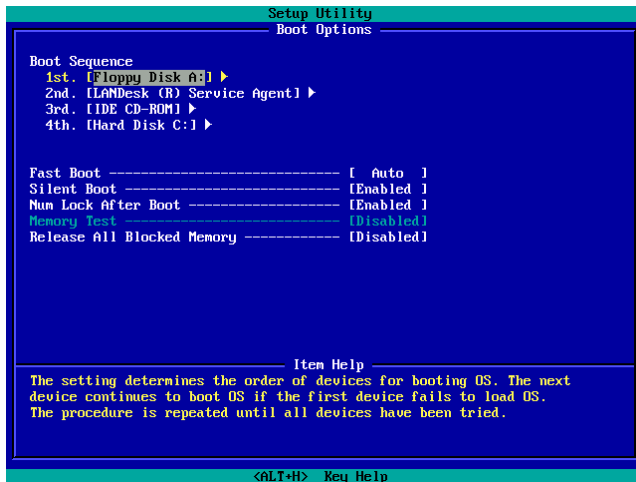 Setup Utility
Boot Options
Boot Sequence
1st. [Floppy Disk A:]
2nd. [LANDesk (R) Service Agent]
3rd. [IDE CD-ROM]
4th. [Hard Disk C:]
Fast Boot ----------------------------- [ Auto ]
Silent Boot --------------------------- [Enabled ]
Num Lock After Boot ------------------- [Enabled ]
Memory Test --------------------------- [Disabled]
Release All Blocked Memory ------------ [Disabled]
Item Help
The setting determines the order of devices for booting OS. The next
device continues to boot OS if the first device fails to load OS.
The procedure is repeated until all devices have been tried.
<ALT+H> Key Help